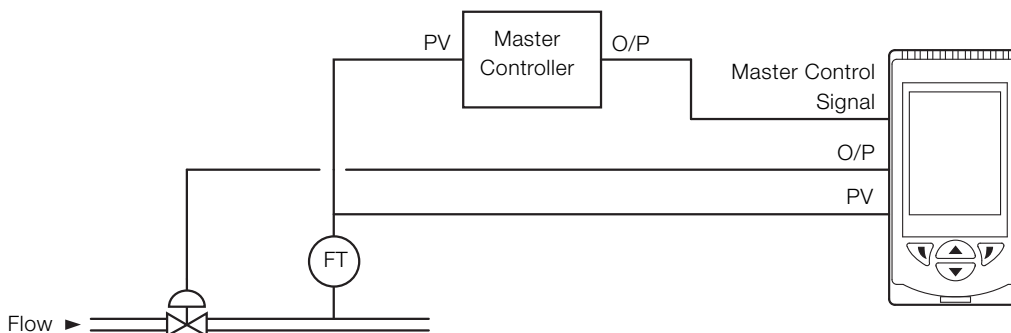 PV
Master
Controller
O/P
Master Control
Signal
O/P
PV
FT
Flow ►